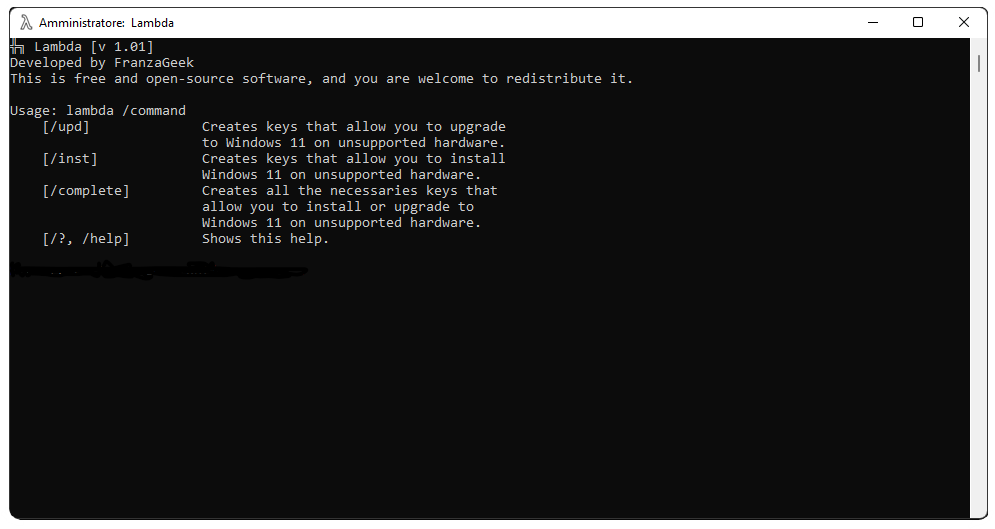 Amministratore: Lambda
╬╗ Lambda [v 1.01]
Developed by FranzaGeek
This is free and open-source software, and you are welcome to redistribute it.
Usage: lambda /command
[/upd] Creates keys that allow you to upgrade
to Windows 11 on unsupported hardware.
[/inst] Creates keys that allow you to install
Windows 11 on unsupported hardware.
[/complete] Creates all the necessaries keys that
allow you to install or upgrade to
Windows 11 on unsupported hardware.
[/?, /help] Shows this help.